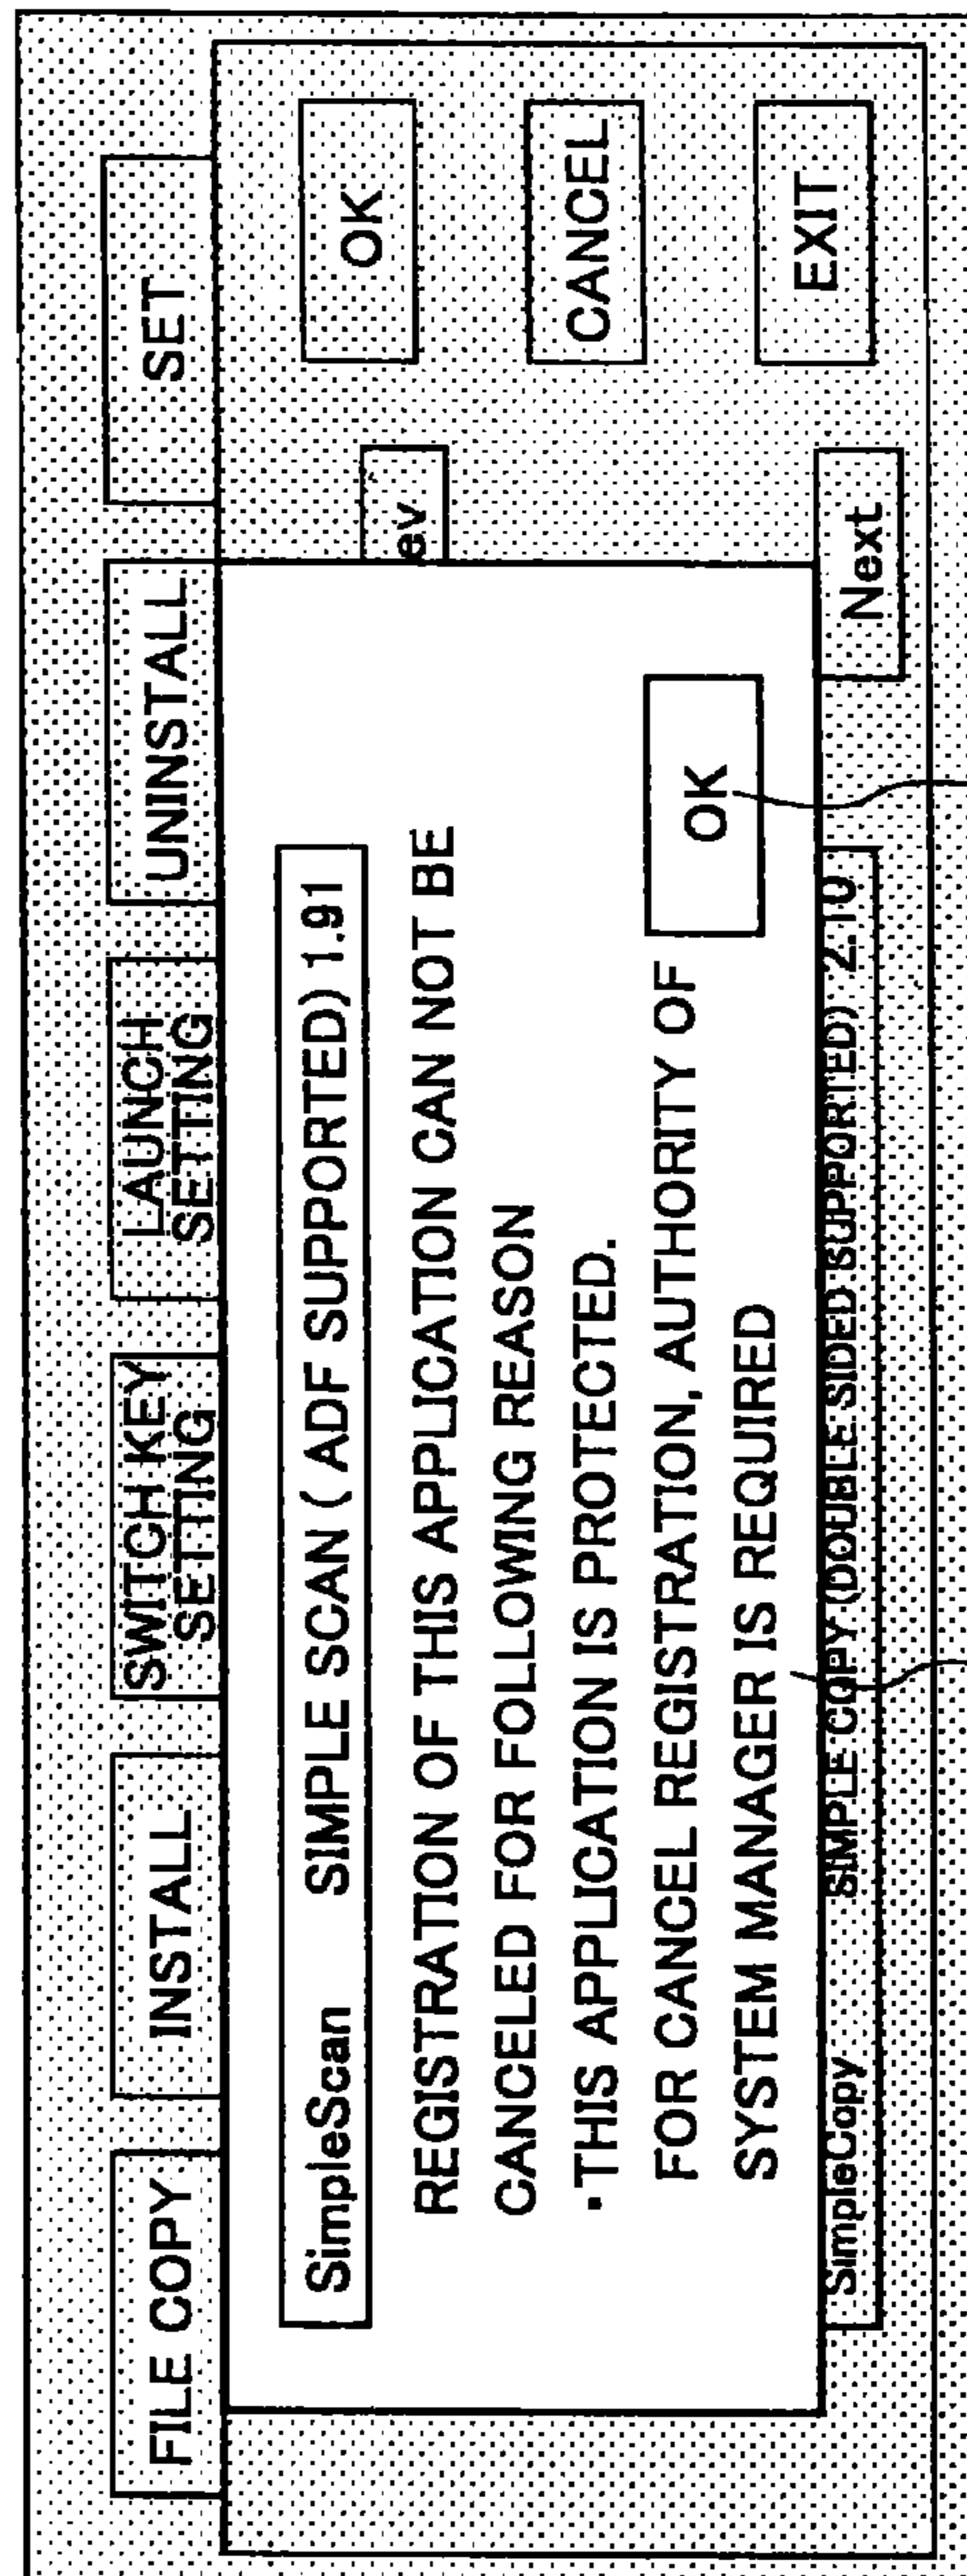 FILE COPY
INSTALL
SWITCH KEY
SETTING
LAUNCH
SETTING
UNINSTALL
SET
SimpleScan SIMPLE SCAN ( ADF SUPPORTED) 1.91
REGISTRATION OF THIS APPLICATION CAN NOT BE
CANCELED FOR FOLLOWING REASON
·THIS APPLICATION IS PROTECTED.
FOR CANCEL REGISTRATION, AUTHORITY OF
SYSTEM MANAGER IS REQUIRED
OK
ev
OK
CANCEL
EXIT
SimpleCopy SIMPLE COPY (DOUBLE SIDED SUPPORTED) 2.10
Next